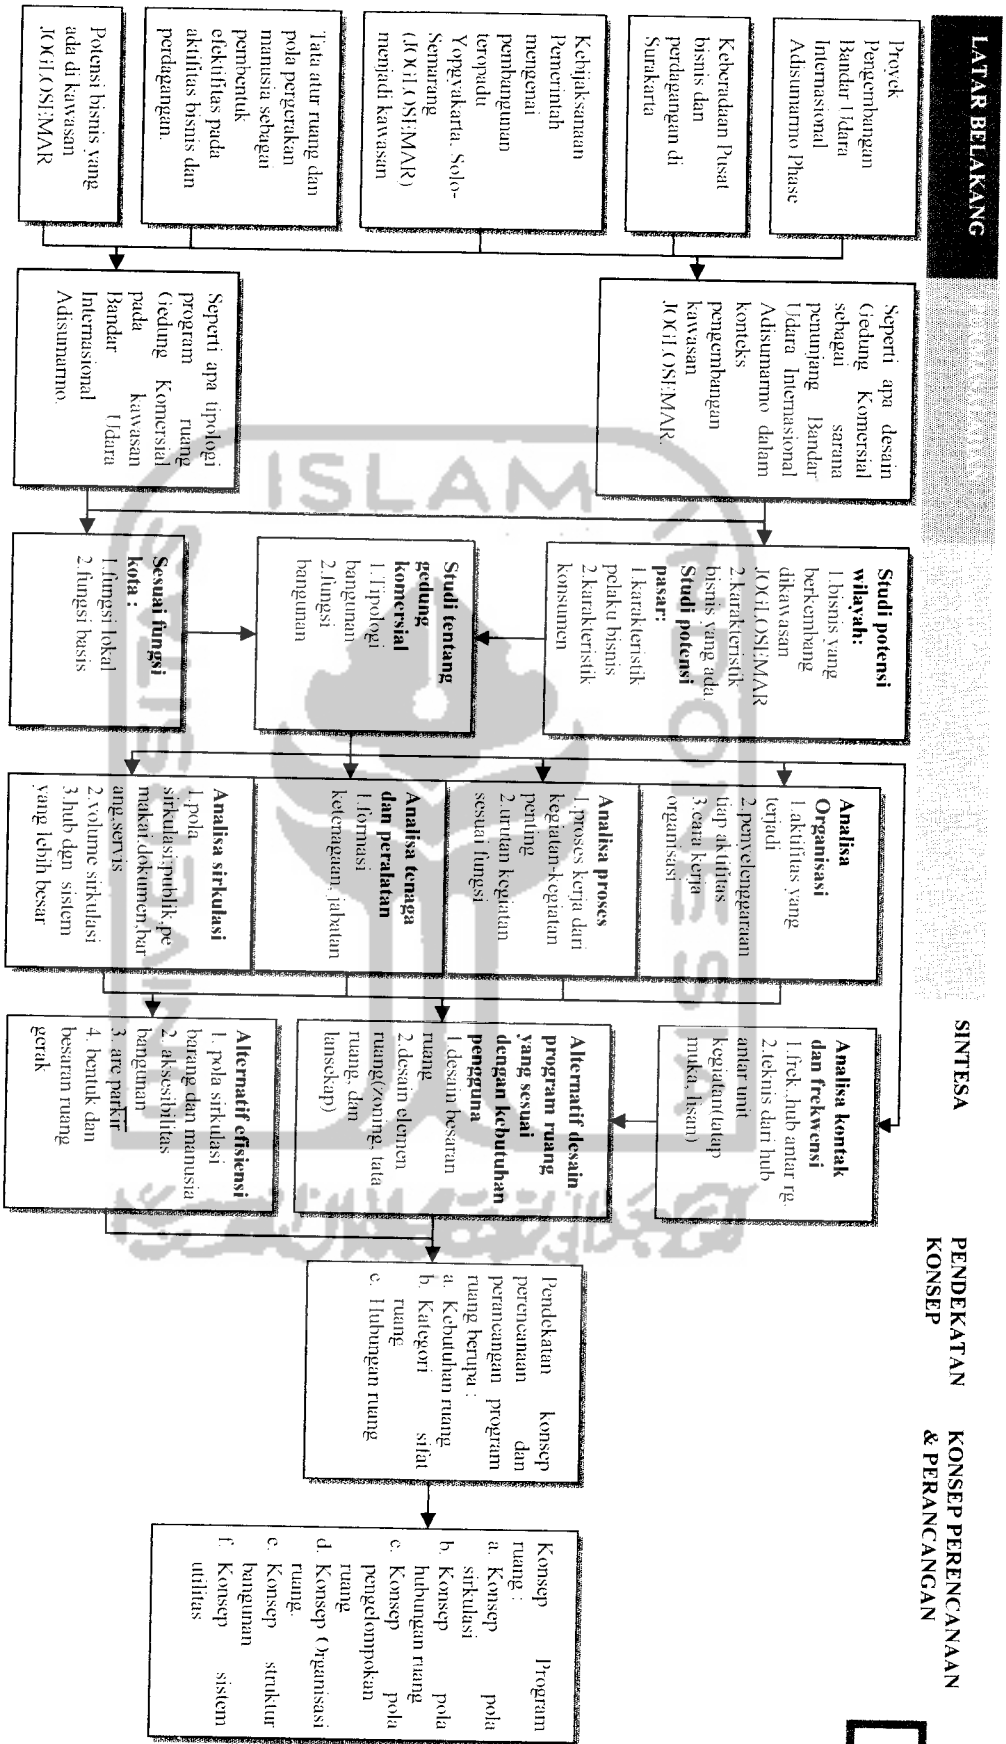 LATAR BELAKANG
PERMASALAHAN
SINTESA
PENDEKATAN
KONSEP
KONSEP PERENCANAAN
& PERANCANGAN
Proyek
Pengembangan
Bandar Udara
Internasional
Adisumarmo Phase
Keberadaan Pusat
bisnis dan
perdagangan di
Surakarta
Kebijaksanaan
Pemerintah
mengenai
pembangunan
teropadu
Yopgyakarta, Solo-
Semarang
(JOGLOSEMAR)
menjadi kawasan
Tata atur ruang dan
pola pergerakan
manusia sebagai
pembentuk
efektifitas pada
aktifitas bisnis dan
perdagangan
Potensi bisnis yang
ada di kawasan
JOGLOSEMAR
Seperti apa desain
Gedung Komersial
sebagai sarana
penunjang Bandar
Udara Internasional
Adisumarmo dalam
konteks
pengembangan
kawasan
JOGLOSEMAR.
Seperti apa tipologi
program ruang
Gedung Komersial
pada kawasan
Bandar Udara
Internasional
Adisumarmo.
Studi potensi
wilayah:
1.bisnis yang
berkembang
dikawasan
JOGLOSEMAR
2.karakteristik
bisnis yang ada.
Studi potensi
pasar:
1.karakteristik
pelaku bisnis
2.karakteristik
konsumen
Studi tentang
gedung
komersial
1.Tipologi
bangunan
2.fungsi
bangunan
Sesuai fungsi
kota :
1.fungsi lokal
2.fungsi basis
Analisa
Organisasi
1.aktifitas yang
terjadi
2.penyelenggaraan
tiap aktifitas
3.cara kerja
organisasi
Analisa proses
1.proses kerja dari
kegiatan-kegiatan
penting
2.urutan kegiatan
sesuai fungsi
Analisa tenaga
dan peralatan
1.formasi
ketenagaan, jabatan
Analisa sirkulasi
1.pola
sirkulasi:publik,pe
makai,dokumen,bar
ang,servis
2.volume sirkulasi
3.hub dgn sistem
yang lebih besar
Analisa kontak
dan frekwensi
1.frek.,hub antar rg.
2.teknis dari hub
antar unit
kegiatan(tatap
muka, lisan)
Alternatif desain
program ruang
yang sesuai
dengan kebutuhan
pengguna
1.desain besaran
ruang
2.desain elemen
ruang(zoning, tata
ruang, dan
lansekap)
Alternatif efisiensi
1. pola sirkulasi
barang dan manusia
2. aksesibilitas
bangunan
3. are parkir
4. bentuk dan
besaran ruang
gerak
Pendekatan konsep
perencanaan dan
perancangan program
ruang berupa :
a. Kebutuhan ruang
b. Kategori sifat
ruang
c. Hubungan ruang
Konsep Program
ruang :
a. Konsep pola
sirkulasi
b. Konsep pola
hubungan ruang
c. Konsep pola
pengelompokan
ruang
d. Konsep Organisasi
ruang.
e. Konsep struktur
bangunan
f. Konsep sistem
utilitas
ISLAM
INDONESIA